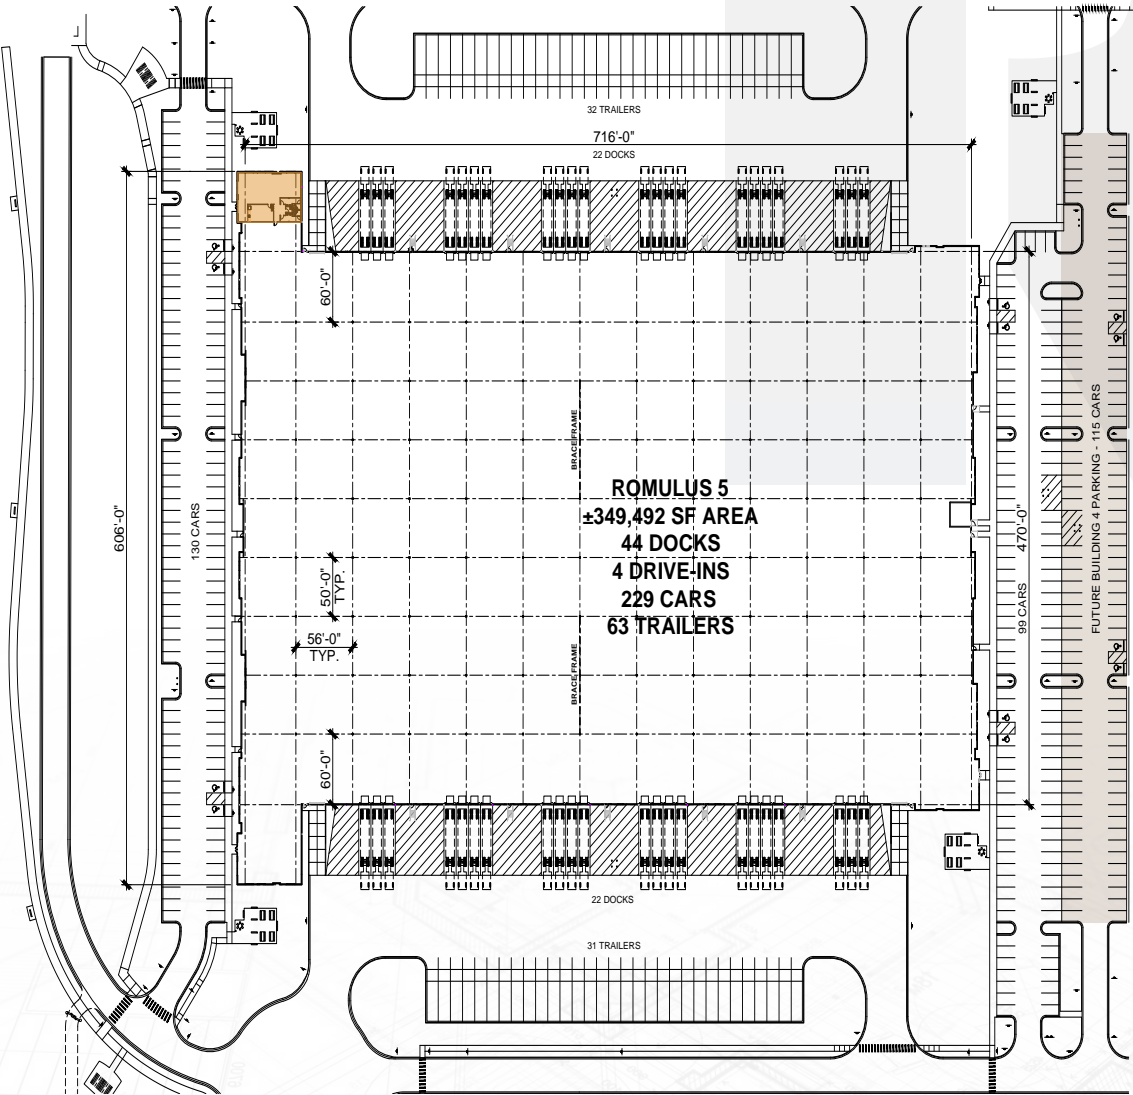 32 TRAILERS
716'-0"
22 DOCKS
60'-0"
BRACEFRAME
ROMULUS 5
±349,492 SF AREA
44 DOCKS
4 DRIVE-INS
229 CARS
63 TRAILERS
606'-0"
130 CARS
50'-0"
TYP.
56'-0"
TYP.
470'-0"
99 CARS
FUTURE BUILDING 4 PARKING - 115 CARS
BRACE FRAME
60'-0"
22 DOCKS
31 TRAILERS